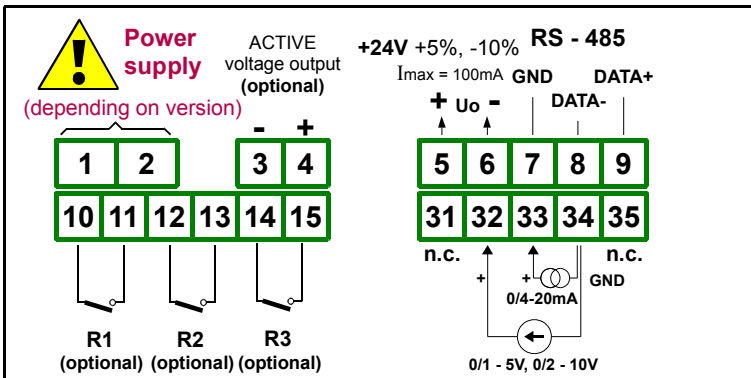 Power
supply
(depending on version)
ACTIVE
voltage output
(optional)
- +
+24V +5%, -10%
Imax = 100mA
+ Uo -
RS - 485
GND DATA+
DATA-
1 2 3 4 5 6 7 8 9
10 11 12 13 14 15 31 32 33 34 35
n.c. n.c.
+ + GND
0/4-20mA
R1 R2 R3
(optional) (optional) (optional)
0/1 - 5V, 0/2 - 10V